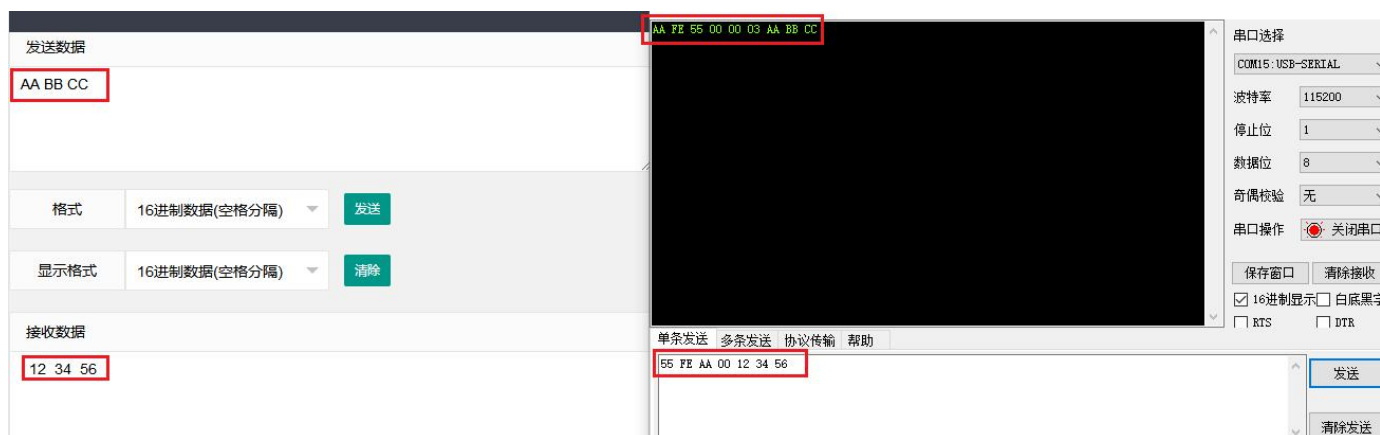 发送数据
AA BB CC
格式 16进制数据(空格分隔) 发送
显示格式 16进制数据(空格分隔) 清除
接收数据
12 34 56
AA FE 55 00 00 03 AA BB CC
串口选择
COM15:USB-SERIAL
波特率 115200
停止位 1
数据位 8
奇偶校验 无
串口操作 关闭串口
保存窗口 清除接收
16进制显示 白底黑字
RTS DTR
单条发送 多条发送 协议传输 帮助
55 FE AA 00 12 34 56
发送
清除发送